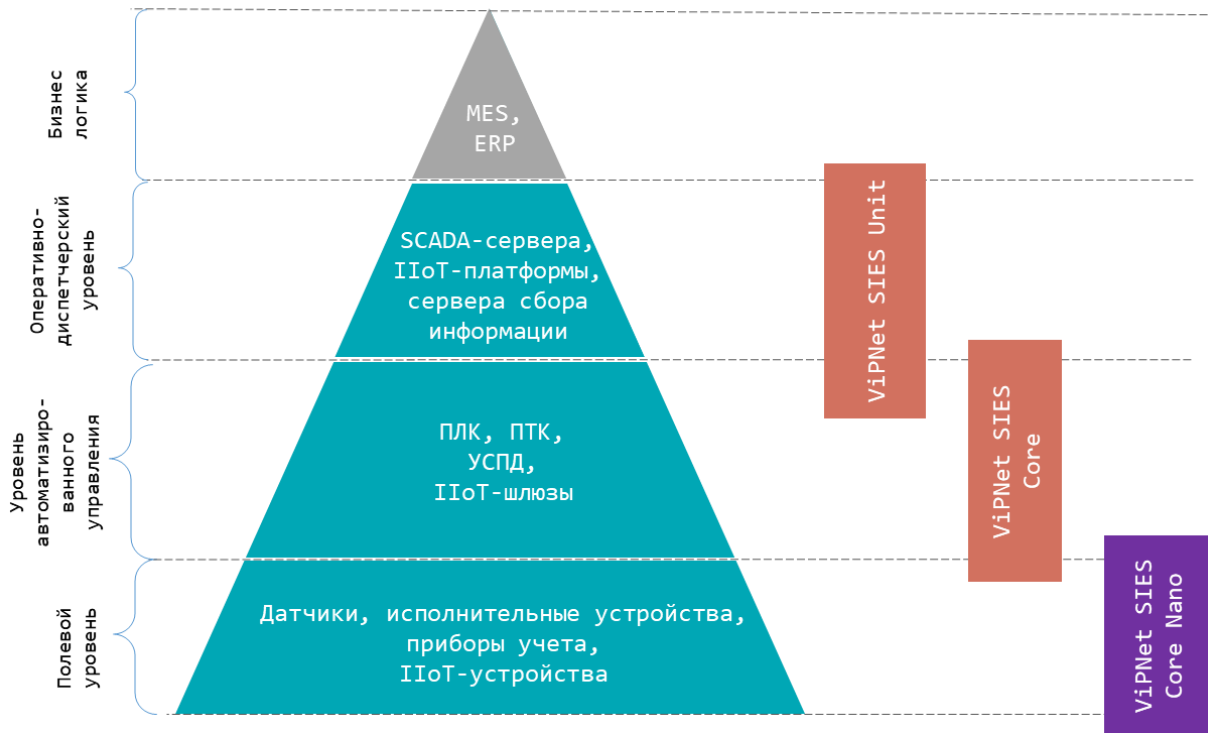 Бизнес
логика
MES,
ERP
Оперативно-
диспетчерский
уровень
SCADA-сервера,
IIoT-платформы,
сервера сбора
информации
ViPNet SIES Unit
Уровень
автоматизиро-
ванного
управления
ПЛК, ПТК,
УСПД,
IIoT-шлюзы
ViPNet SIES
Core
Полевой
уровень
Датчики, исполнительные устройства,
приборы учета,
IIoT-устройства
ViPNet SIES
Core Nano